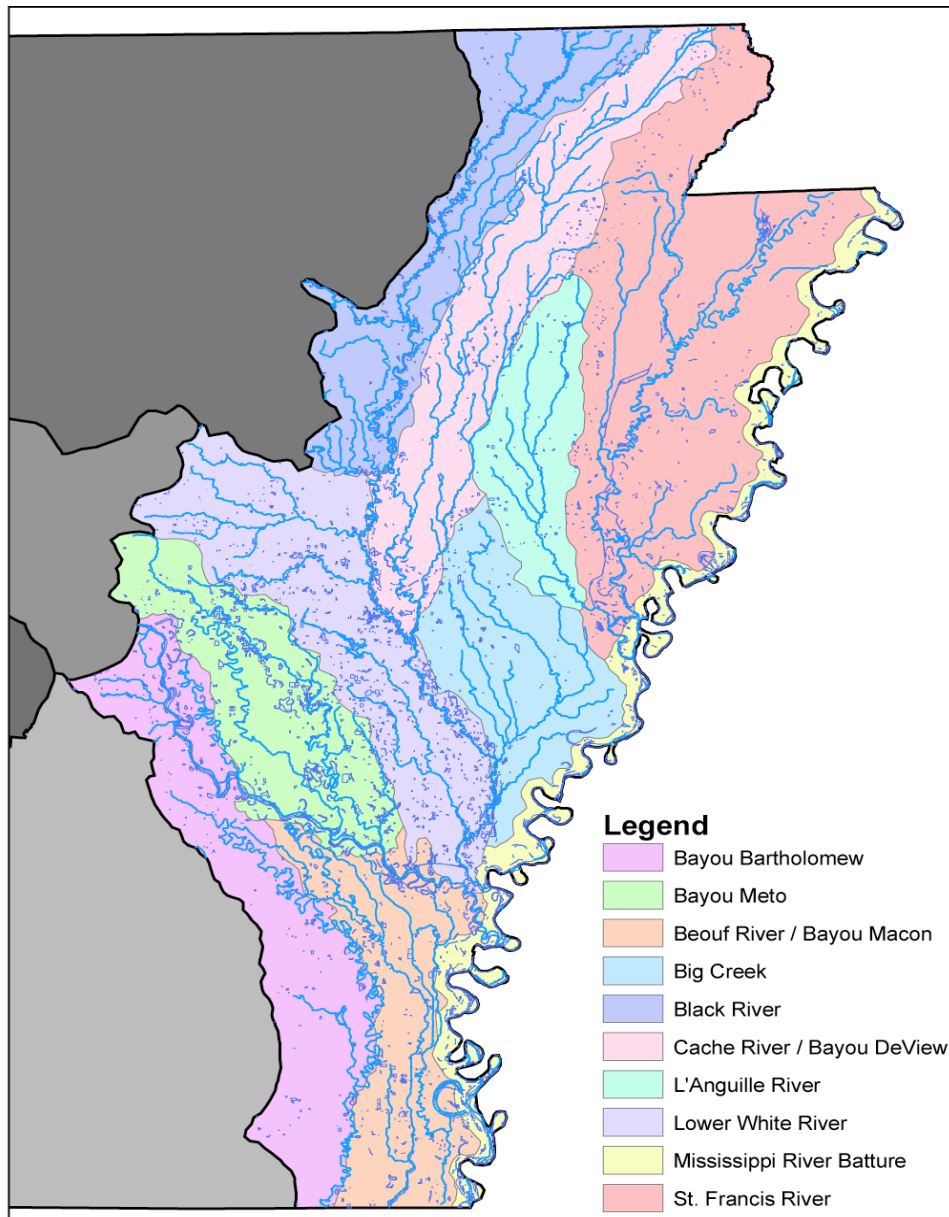 Legend
Bayou Bartholomew
Bayou Meto
Beouf River / Bayou Macon
Big Creek
Black River
Cache River / Bayou DeView
L'Anguille River
Lower White River
Mississippi River Batture
St. Francis River